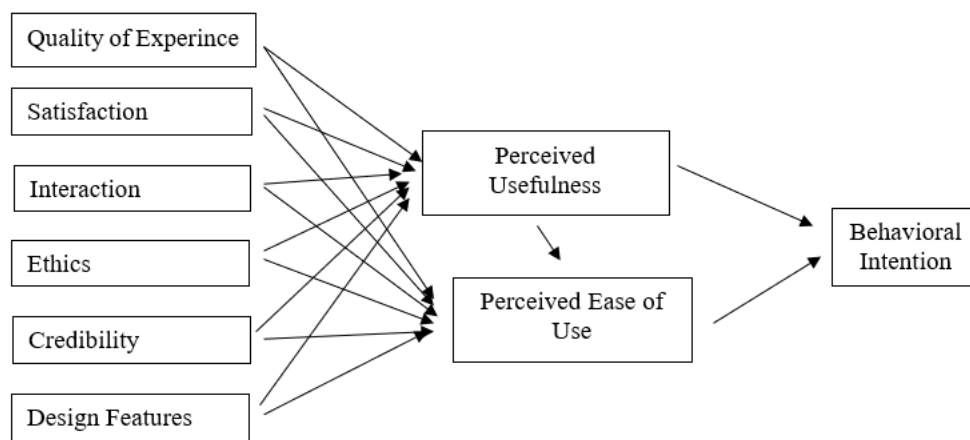 Quality of Experince
Satisfaction
Interaction
Ethics
Credibility
Design Features
Perceived
Usefulness
Perceived Ease of
Use
Behavioral
Intention